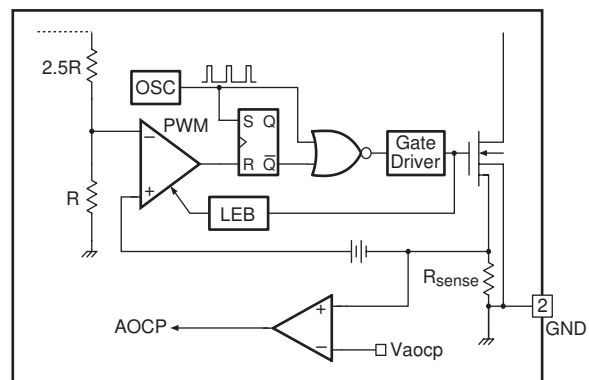 2.5R
OSC
PWM
S Q
R Q̅
Gate
Driver
R
LEB
−
+
Rsense
2
GND
AOCP
+
−
Vaocp